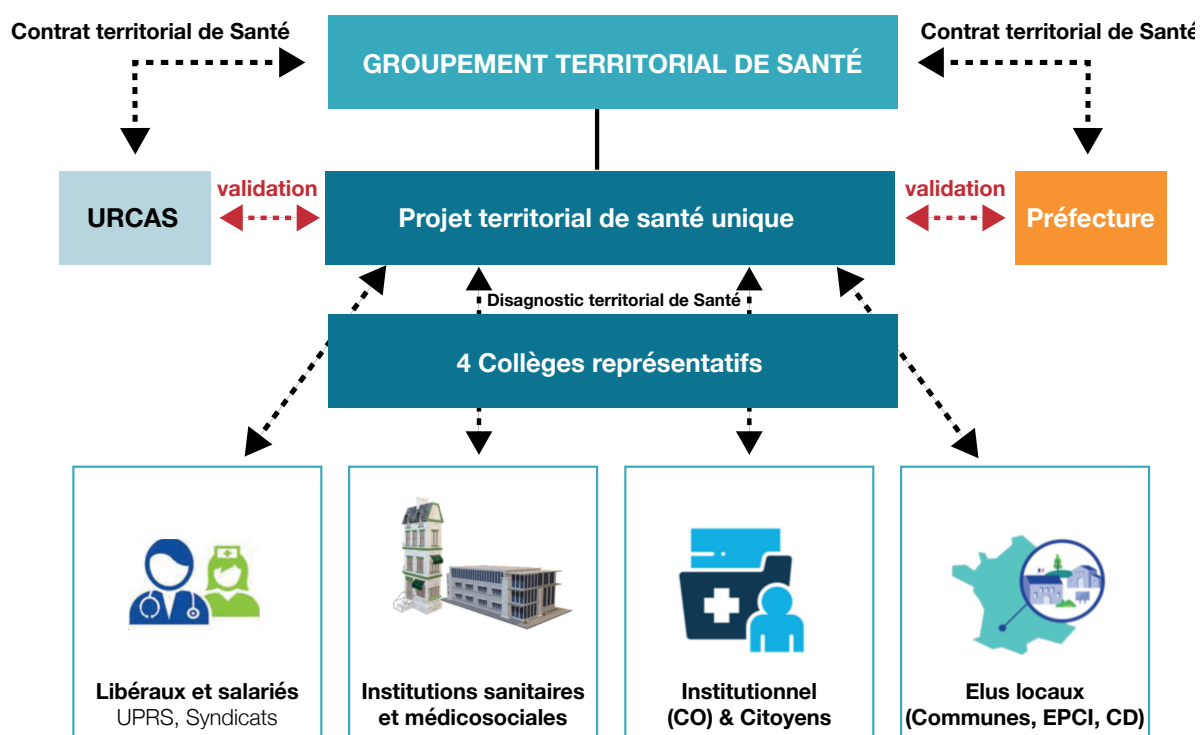 Contrat territorial de Santé
Contrat territorial de Santé
GROUPEMENT TERRITORIAL DE SANTÉ
validation
validation
URCAS
Projet territorial de santé unique
Préfecture
Disagnostic territorial de Santé
4 Collèges représentatifs
Libéraux et salariés
UPRS, Syndicats
Institutions sanitaires
et médicosociales
Institutionnel
(CO) & Citoyens
Elus locaux
(Communes, EPCI, CD)